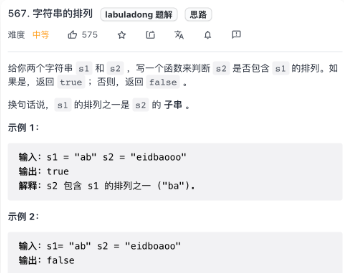 567. 字符串的排列 labuladong 题解 思路
难度 中等 575
给你两个字符串 s1 和 s2 ，写一个函数来判断 s2 是否包含 s1 的排列。如
果是，返回 true ；否则，返回 false 。
换句话说，s1 的排列之一是 s2 的 子串 。
示例 1：
输入：s1 = "ab" s2 = "eidbaooo"
输出：true
解释：s2 包含 s1 的排列之一 ("ba").
示例 2：
输入：s1= "ab" s2 = "eidboaoo"
输出：false